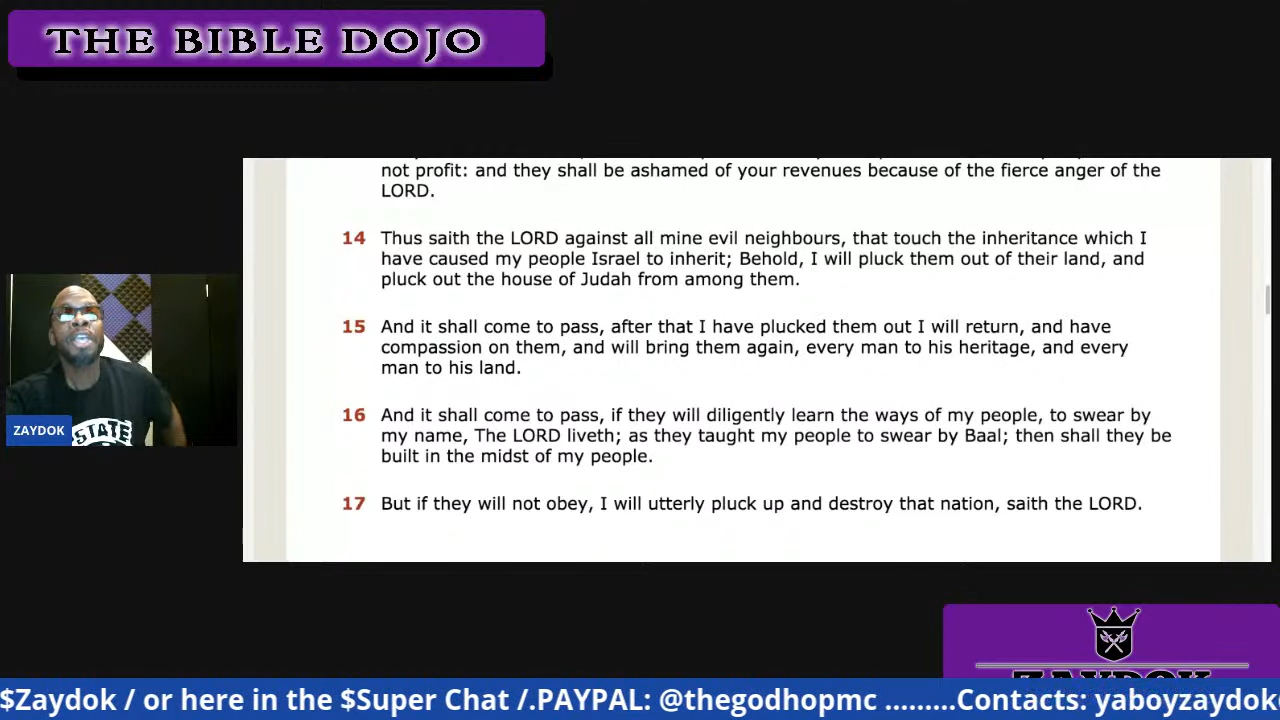 THE BIBLE DOJO
not profit: and they shall be ashamed of your revenues because of the fierce anger of the
LORD.
14 Thus saith the LORD against all mine evil neighbours, that touch the inheritance which I
have caused my people Israel to inherit; Behold, I will pluck them out of their land, and
pluck out the house of Judah from among them.
15 And it shall come to pass, after that I have plucked them out I will return, and have
compassion on them, and will bring them again, every man to his heritage, and every
man to his land.
16 And it shall come to pass, if they will diligently learn the ways of my people, to swear by
my name, The LORD liveth; as they taught my people to swear by Baal; then shall they be
built in the midst of my people.
17 But if they will not obey, I will utterly pluck up and destroy that nation, saith the LORD.
ZAYDOK
STATE
ZAYDOK
$Zaydok / or here in the $Super Chat /.PAYPAL: @thegodhopmc .........Contacts: yaboyzaydok